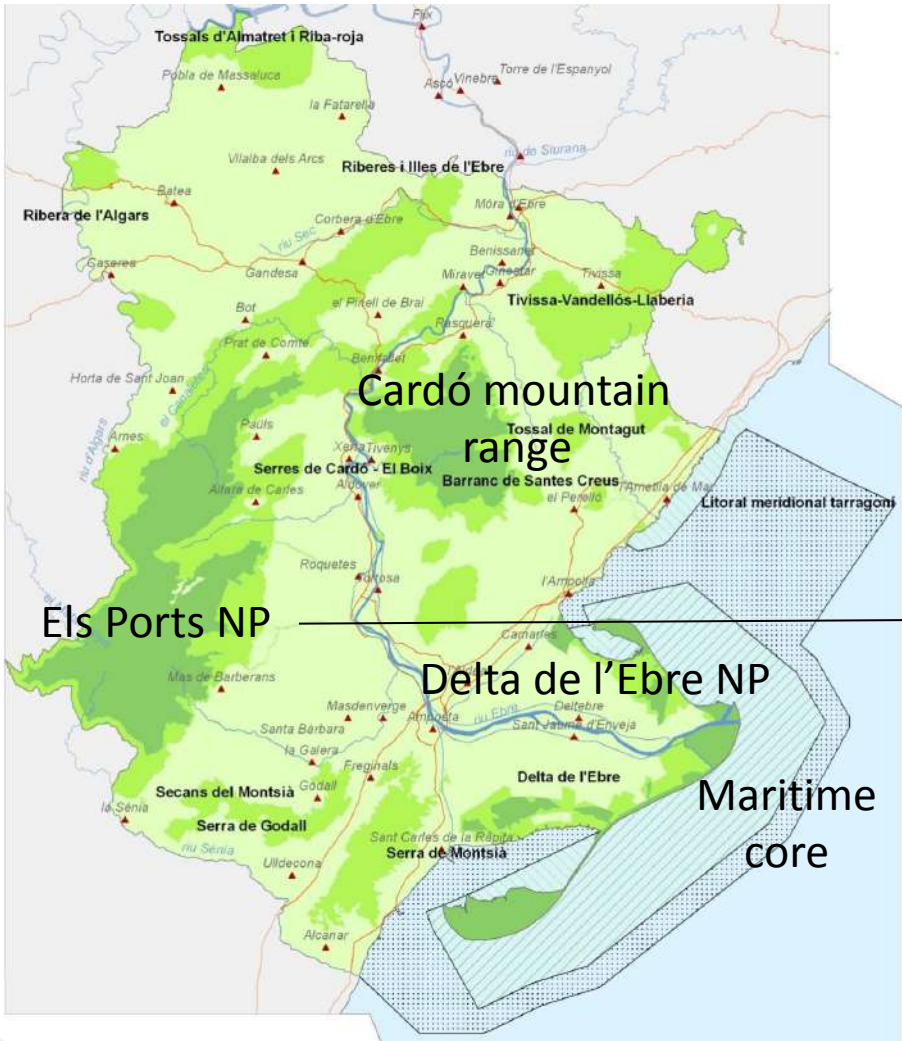 Flix
Tossals d'Almatret i Riba-roja
Pobla de Massaluca
Ascó
Vinebre
Torre de l'Espanyol
la Fatarella
riu de Siurana
Vilalba dels Arcs
Riberes i Illes de l'Ebre
Batea
Ribera de l'Algars
Móra d'Ebre
Corbera d'Ebre
riu Sec
Gandesa
Benissanet
Caseres
Miravet
Ginestar
Tivissa
Bot
el Pinell de Brai
Tivissa-Vandellós-Llaberia
Rasquera
Prat de Comte
Benifallet
Horta de Sant Joan
el Canaletes
Cardó mountain
range
Arnes
riu d'Algars
Paüls
Tossal de Montagut
Xerta
Tivenys
Serres de Cardó - El Boix
Aldover
Barranc de Santes Creus
Alfara de Carles
l'Ametlla de Mar
el Perelló
Litoral meridional tarragoní
Roquetes
Tortosa
l'Ampolla
Els Ports NP
Camarles
Mas de Barberans
l'Aldea
Delta de l'Ebre NP
Masdenverge
Santa Bàrbara
Amposta
riu Ebre
Deltebre
Sant Jaume d'Enveja
la Galera
Freginals
Delta de l'Ebre
Secans del Montsià
Godall
Maritime
core
la Sénia
Serra de Godall
riu Sénia
Sant Carles de la Ràpita
Serra de Montsià
Ulldecona
Alcanar